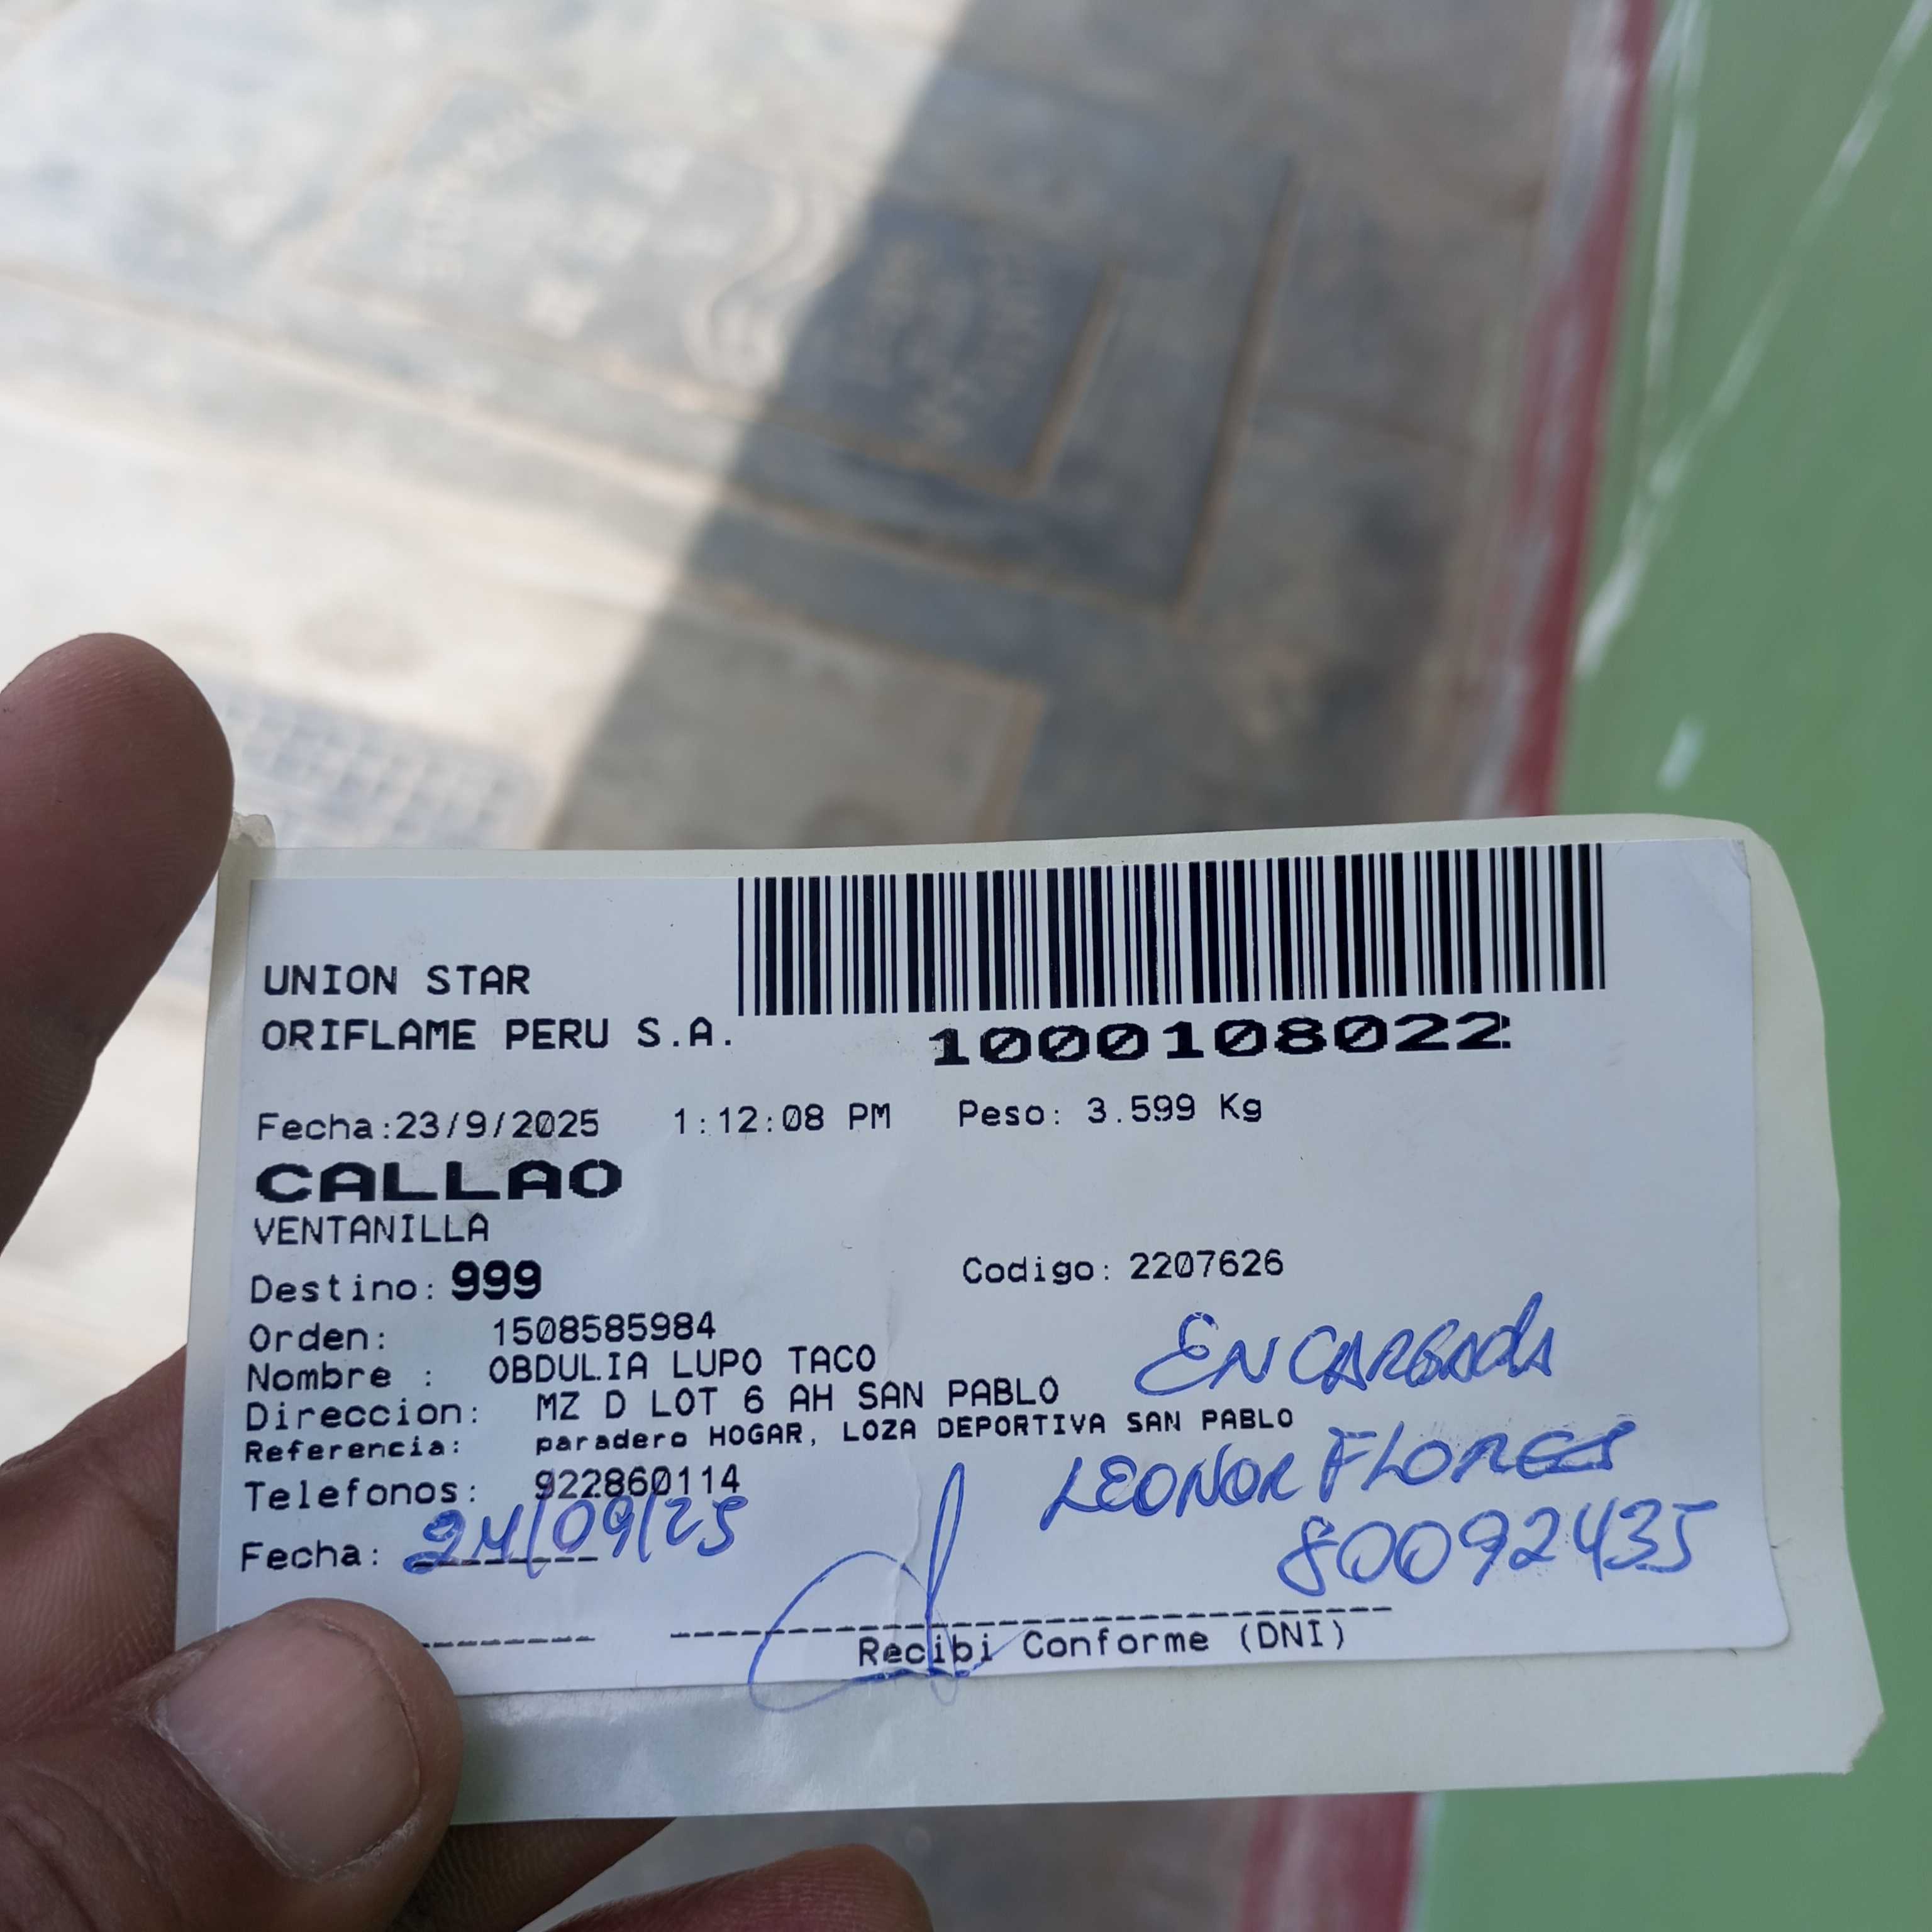 UNION STAR
ORIFLAME PERU S.A.
1000108022
Fecha:23/9/2025 1:12:08 PM Peso: 3.599 Kg
CALLAO
VENTANILLA
Destino: 999 Codigo: 2207626
Orden: 1508585984
Nombre : OBDULIA LUPO TACO
Direccion: MZ D LOT 6 AH SAN PABLO
Referencia: paradero HOGAR, LOZA DEPORTIVA SAN PABLO
Telefonos: 922860114
Fecha: 24/09/25
ENCARGADA
LEONOR FLORES
80092435
Recibi Conforme (DNI)